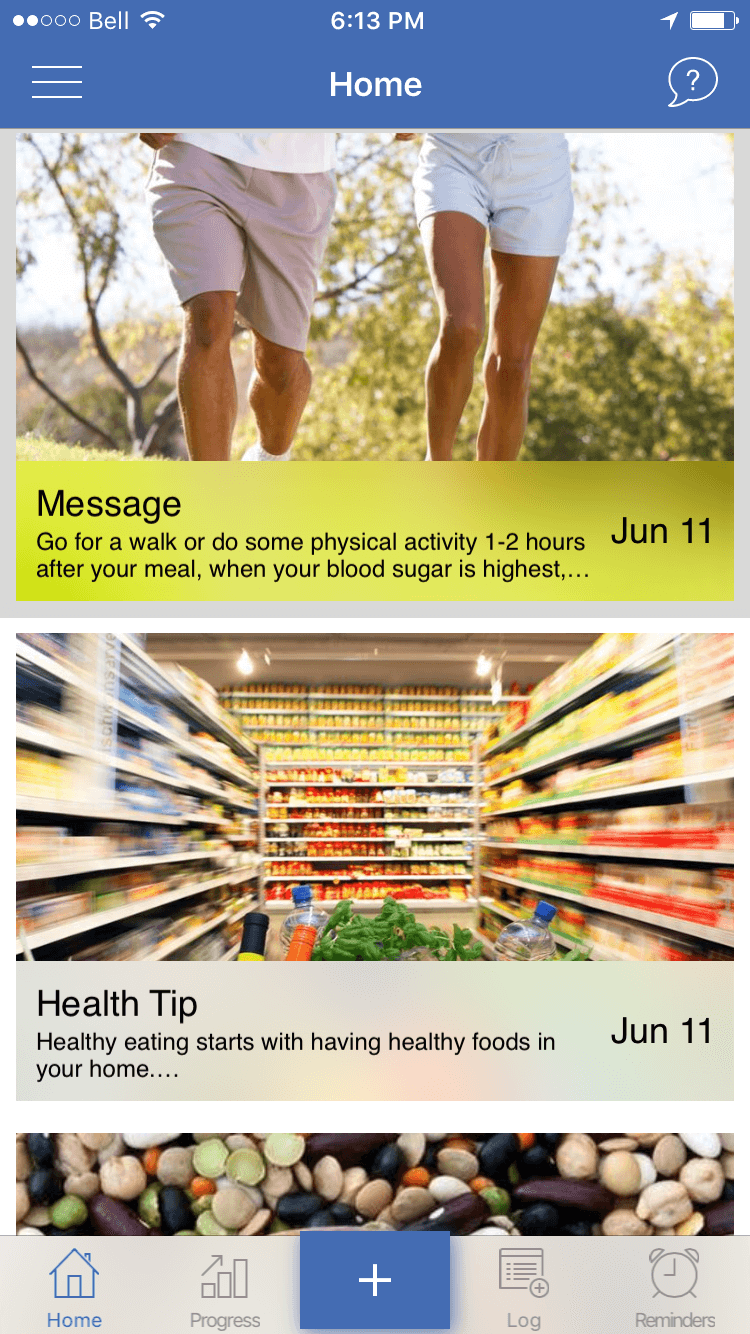 Bell 6:13 PM
Home
?
Message
Go for a walk or do some physical activity 1-2 hours
after your meal, when your blood sugar is highest,...
Jun 11
Health Tip
Healthy eating starts with having healthy foods in
your home....
Jun 11
Home Progress + Log Reminders